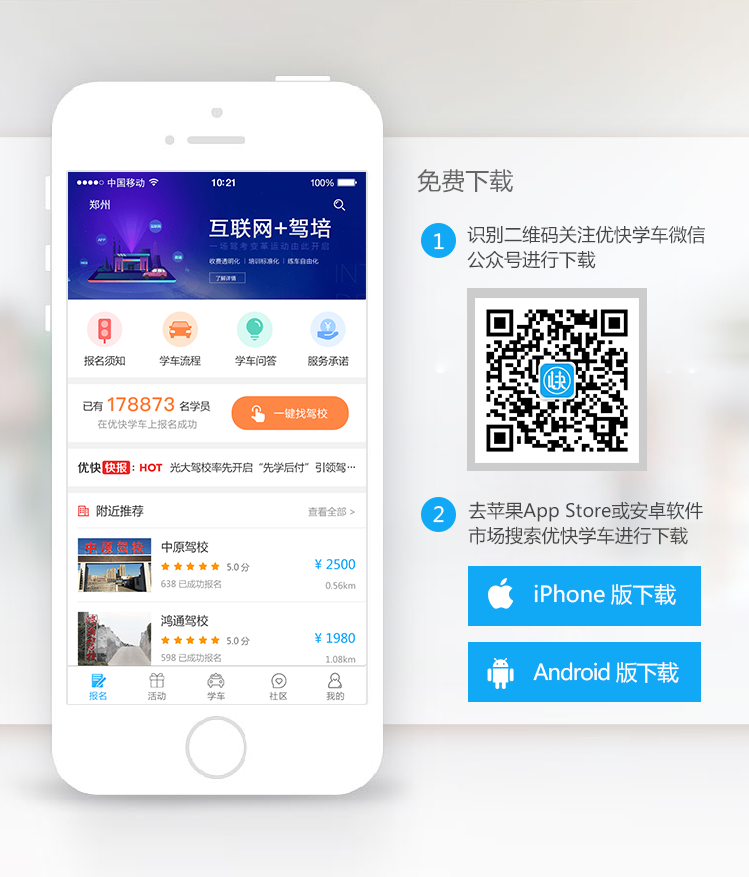 中国移动
10:21
100%
郑州
互联网+驾培
一场驾考变革运动由此开启
收费透明化 | 培训标准化 | 练车自由化
了解详情
报名须知
学车流程
学车问答
服务承诺
已有 178873 名学员
在优快学车上报名成功
一键找驾校
优快快报: HOT 光大驾校率先开启“先学后付”引领驾…
附近推荐
查看全部 >
中原驾校
中原驾校
5.0 分
¥ 2500
638 已成功报名
0.56km
鸿通驾校
5.0 分
¥ 1980
598 已成功报名
1.08km
报名
活动
学车
社区
我的
免费下载
1
识别二维码关注优快学车微信
公众号进行下载
快
2
去苹果App Store或安卓软件
市场搜索优快学车进行下载
iPhone 版下载
Android 版下载